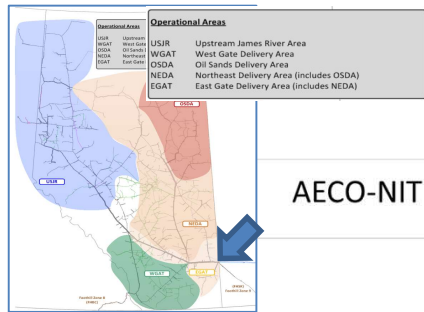 Operational Areas
USJR Upstream James River Area
WGAT West Gate Delivery Area
OSDA Oil Sands Delivery Area
NEDA Northeast Delivery Area (includes OSDA)
EGAT East Gate Delivery Area (includes NEDA)
Operational Areas
USJR Upstream
WGAT West Gate
OSDA Oil Sands
NEDA Northeast
EGAT East Gate
OSDA
USJR
AECO-NIT
NEDA
WGAT
EGAT